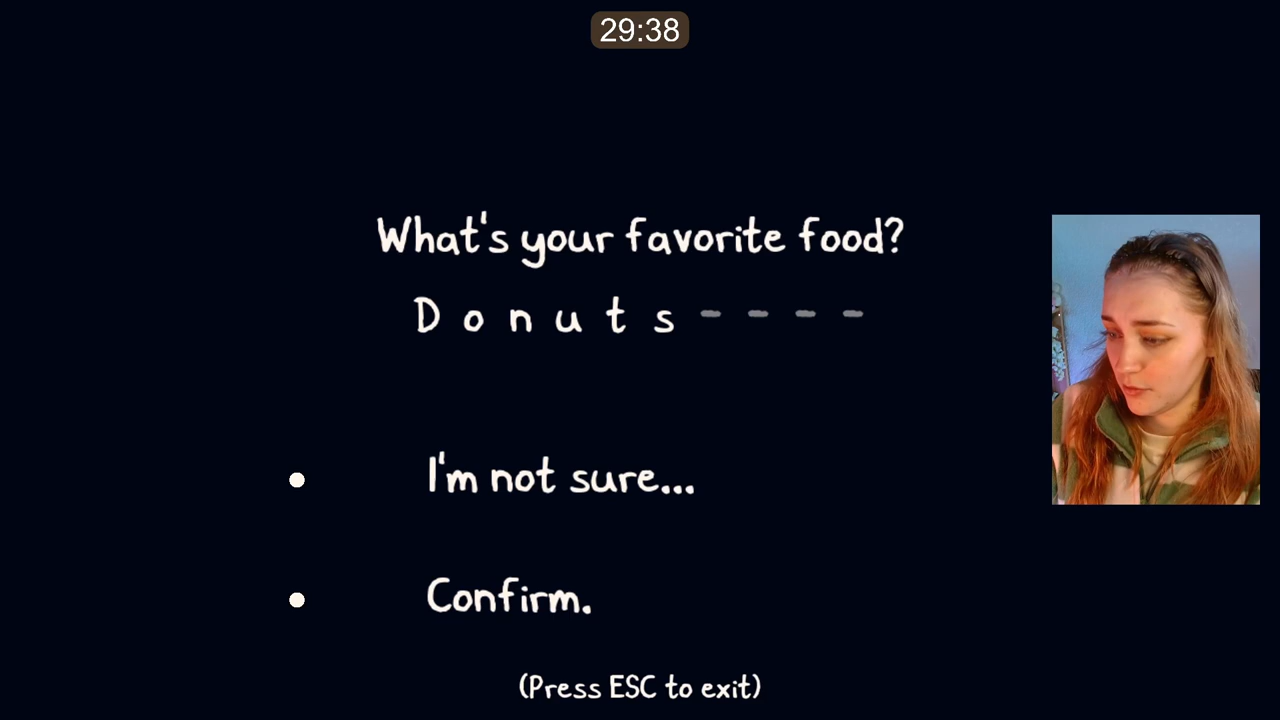 29:38
What's your favorite food?
D o n u t s - - - -
I'm not sure...
Confirm.
(Press ESC to exit)